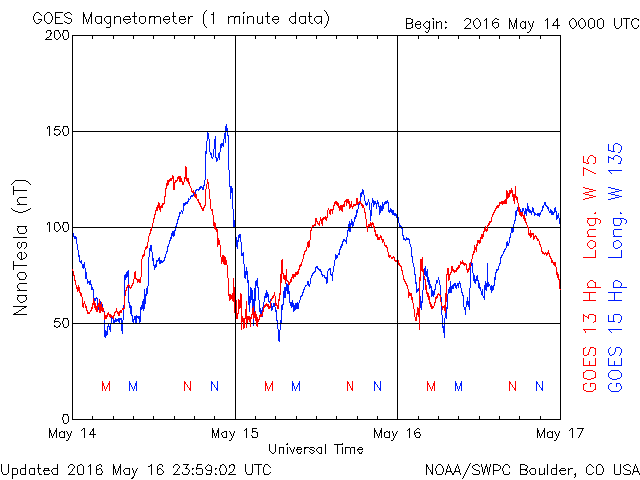 GOES Magnetometer (1 minute data)
Begin: 2016 May 14 0000 UTC
200
150
100
50
0
NanoTesla (nT)
M M N N M M N N M M N N
May 14 May 15 May 16 May 17
Universal Time
GOES 13 Hp Long. W 75
GOES 15 Hp Long. W 135
Updated 2016 May 16 23:59:02 UTC
NOAA/SWPC Boulder, CO USA